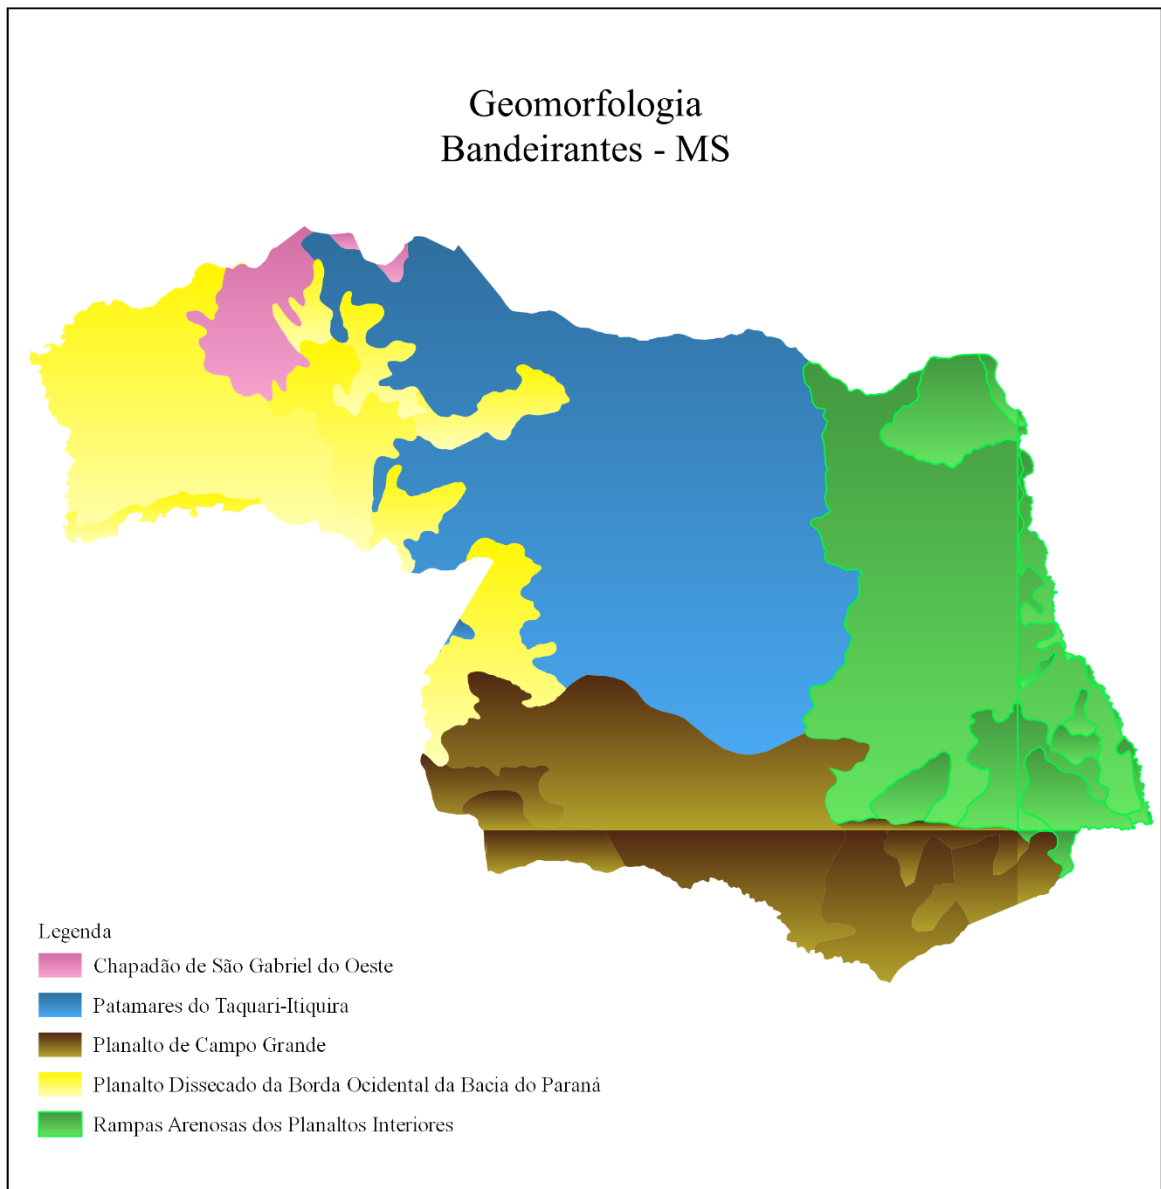 Geomorfologia
Bandeirantes - MS
Legenda
Chapadão de São Gabriel do Oeste
Patamares do Taquari-Itiquira
Planalto de Campo Grande
Planalto Dissecado da Borda Ocidental da Bacia do Paraná
Rampas Arenosas dos Planaltos Interiores